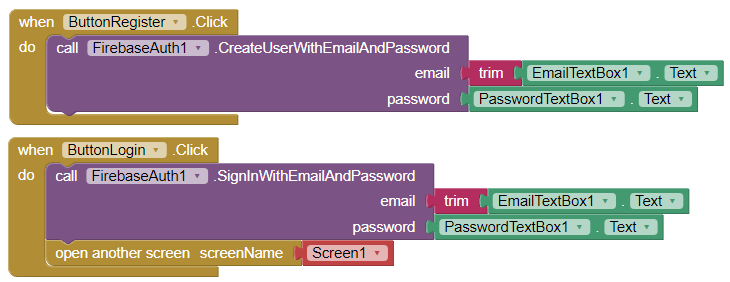 when ButtonRegister .Click
do call FirebaseAuth1 .CreateUserWithEmailAndPassword
email trim EmailTextBox1 . Text
password PasswordTextBox1 . Text
when ButtonLogin .Click
do call FirebaseAuth1 .SignInWithEmailAndPassword
email trim EmailTextBox1 . Text
password PasswordTextBox1 . Text
open another screen screenName Screen1